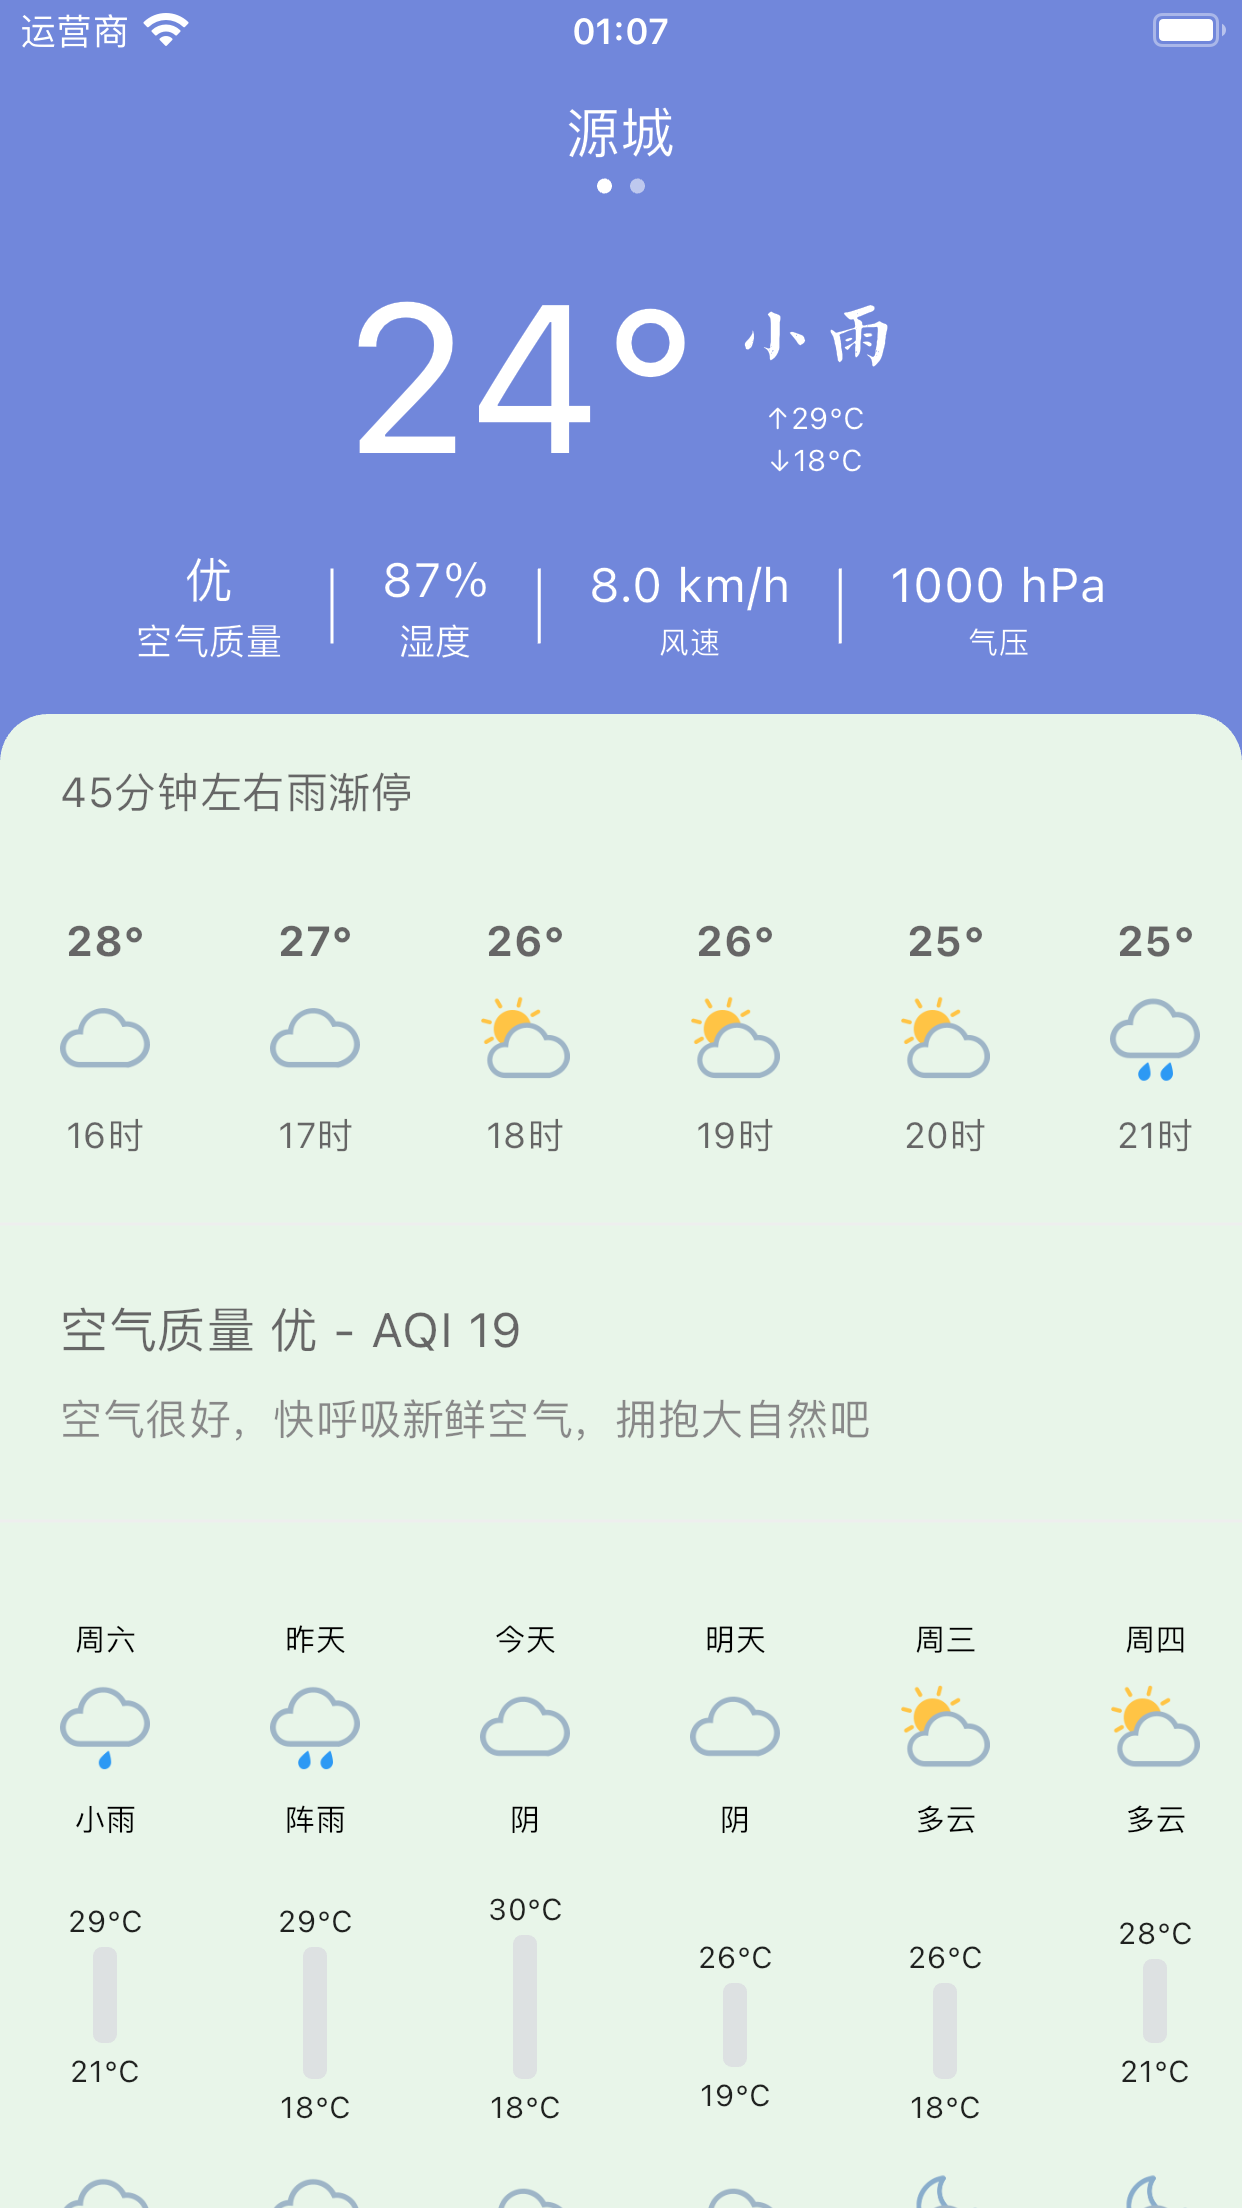 运营商 01:07
源城
24° 小雨
↑29°C
↓18°C
优 87% 8.0 km/h 1000 hPa
空气质量 湿度 风速 气压
45分钟左右雨渐停
28° 27° 26° 26° 25° 25°
16时 17时 18时 19时 20时 21时
空气质量 优 - AQI 19
空气很好，快呼吸新鲜空气，拥抱大自然吧
周六 昨天 今天 明天 周三 周四
小雨 阵雨 阴 阴 多云 多云
29°C 29°C 30°C 26°C 26°C 28°C
21°C 18°C 18°C 19°C 18°C 21°C